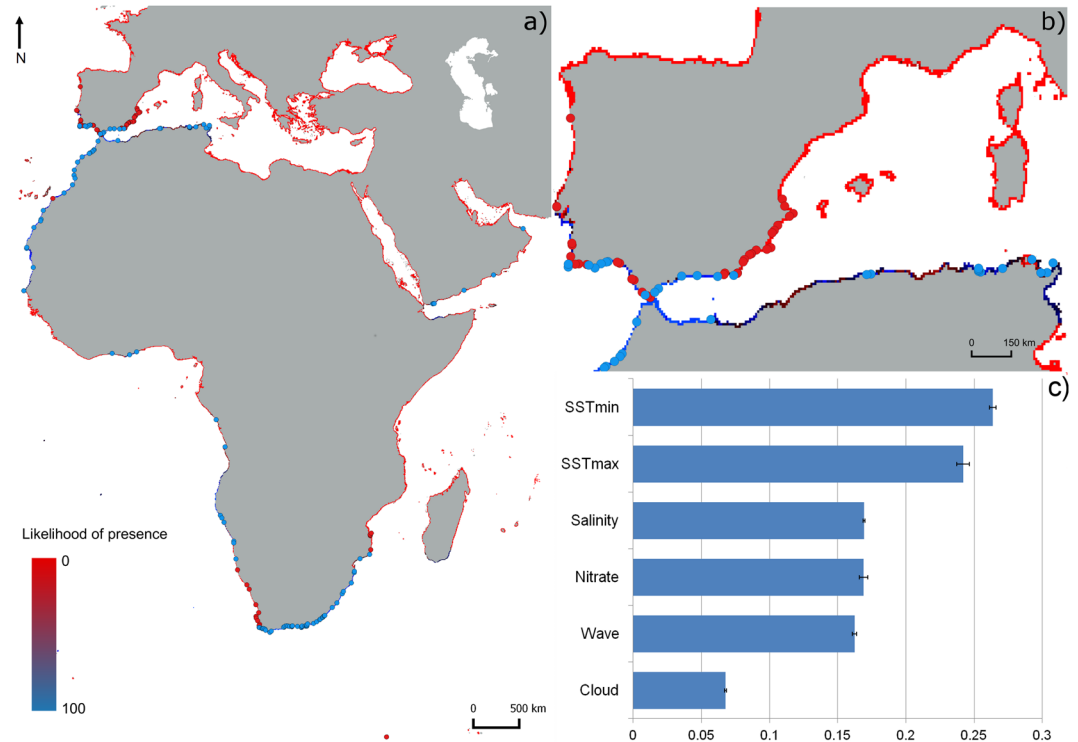 a)
N
Likelihood of presence
0
100
0 500 km
b)
0 150 km
c)
SSTmin
SSTmax
Salinity
Nitrate
Wave
Cloud
0 0.05 0.1 0.15 0.2 0.25 0.3